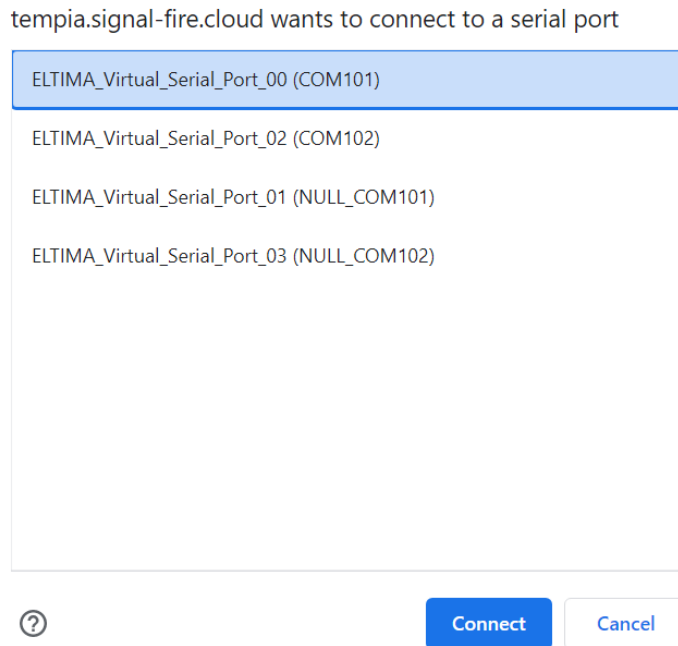 tempia.signal-fire.cloud wants to connect to a serial port
ELTIMA_Virtual_Serial_Port_00 (COM101)
ELTIMA_Virtual_Serial_Port_02 (COM102)
ELTIMA_Virtual_Serial_Port_01 (NULL_COM101)
ELTIMA_Virtual_Serial_Port_03 (NULL_COM102)
? Connect Cancel